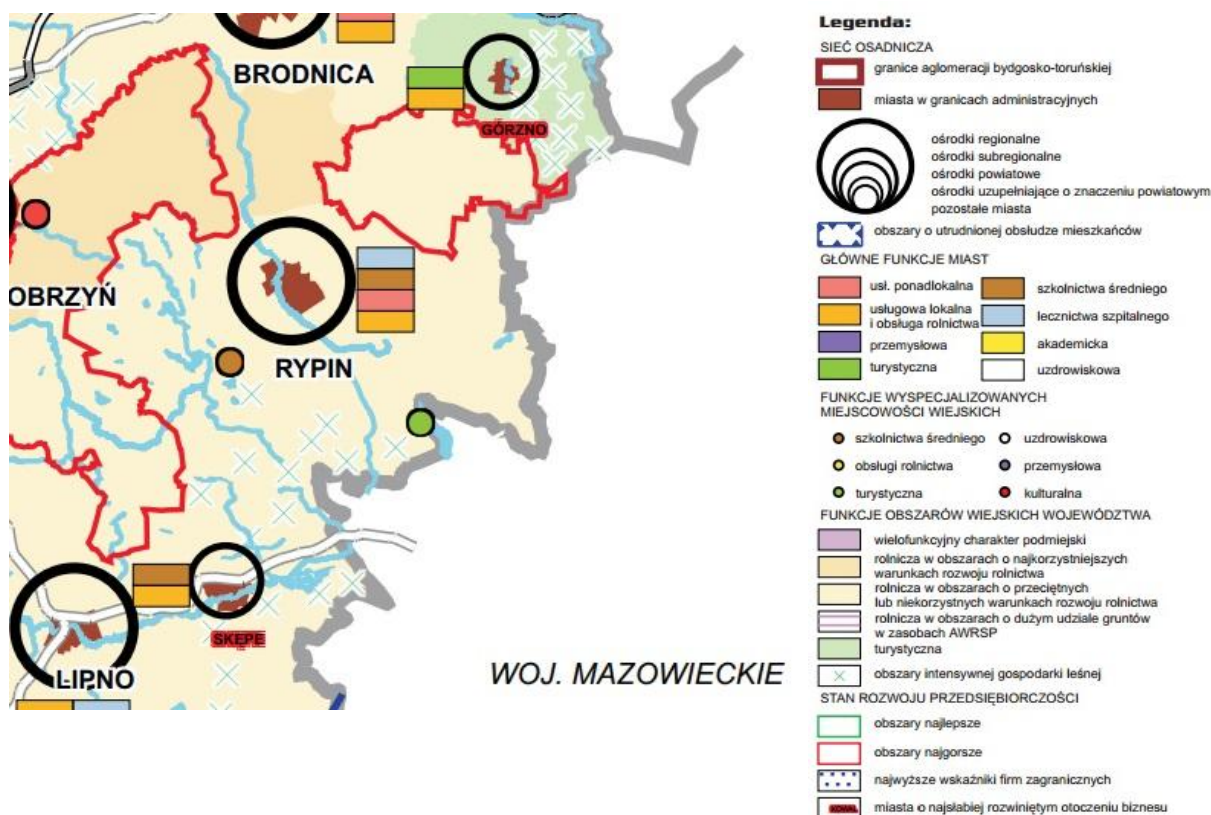 BRODNICA
GÓRZNO
OBRZYŃ
RYPIN
SKĘPE
LIPNO
WOJ. MAZOWIECKIE
Legenda:
SIEĆ OSADNICZA
granice aglomeracji bydgosko-toruńskiej
miasta w granicach administracyjnych
ośrodki regionalne
ośrodki subregionalne
ośrodki powiatowe
ośrodki uzupełniające o znaczeniu powiatowym
pozostałe miasta
obszary o utrudnionej obsłudze mieszkańców
GŁÓWNE FUNKCJE MIAST
usł. ponadlokalna
szkolnictwa średniego
usługowa lokalna
i obsługa rolnictwa
lecznictwa szpitalnego
przemysłowa
akademicka
turystyczna
uzdrowiskowa
FUNKCJE WYSPECJALIZOWANYCH
MIEJSCOWOŚCI WIEJSKICH
szkolnictwa średniego
uzdrowiskowa
obsługi rolnictwa
przemysłowa
turystyczna
kulturalna
FUNKCJE OBSZARÓW WIEJSKICH WOJEWÓDZTWA
wielofunkcyjny charakter podmiejski
rolnicza w obszarach o najkorzystniejszych
warunkach rozwoju rolnictwa
rolnicza w obszarach o przeciętnych
lub niekorzystnych warunkach rozwoju rolnictwa
rolnicza w obszarach o dużym udziale gruntów
w zasobach AWRSP
turystyczna
obszary intensywnej gospodarki leśnej
STAN ROZWOJU PRZEDSIĘBIORCZOŚCI
obszary najlepsze
obszary najgorsze
najwyższe wskaźniki firm zagranicznych
KOWAL
miasta o najsłabiej rozwiniętym otoczeniu biznesu